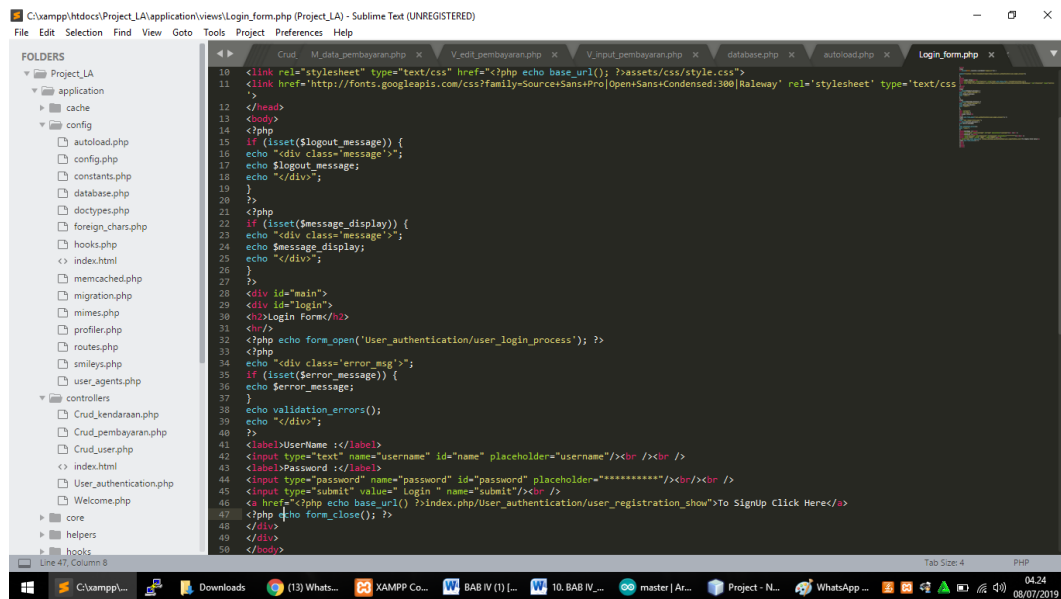 C:\xampp\htdocs\Project_LA\application\views\Login_form.php (Project_LA) - Sublime Text (UNREGISTERED)
File Edit Selection Find View Goto Tools Project Preferences Help
FOLDERS
Project_LA
application
cache
config
autoload.php
config.php
constants.php
database.php
doctypes.php
foreign_chars.php
hooks.php
index.html
memcached.php
migration.php
mimes.php
profiler.php
routes.php
smileys.php
user_agents.php
controllers
Crud_kendaraan.php
Crud_pembayaran.php
Crud_user.php
index.html
User_authentication.php
Welcome.php
core
helpers
hooks
Crud M_data_pembayaran.php V_edit_pembayaran.php V_input_pembayaran.php database.php autoload.php Login_form.php
10 <link rel="stylesheet" type="text/css" href="<?php echo base_url(); ?>assets/css/style.css">
11 <link href='http://fonts.googleapis.com/css?family=Source+Sans+Pro|Open+Sans+Condensed:300|Raleway' rel='stylesheet' type='text/css
'>
12 </head>
13 <body>
14 <?php
15 if (isset($logout_message)) {
16 echo "<div class='message'>";
17 echo $logout_message;
18 echo "</div>";
19 }
20 ?>
21 <?php
22 if (isset($message_display)) {
23 echo "<div class='message'>";
24 echo $message_display;
25 echo "</div>";
26 }
27 ?>
28 <div id="main">
29 <div id="login">
30 <h2>Login Form</h2>
31 <hr/>
32 <?php echo form_open('User_authentication/user_login_process'); ?>
33 <?php
34 echo "<div class='error_msg'>";
35 if (isset($error_message)) {
36 echo $error_message;
37 }
38 echo validation_errors();
39 echo "</div>";
40 ?>
41 <label>UserName :</label>
42 <input type="text" name="username" id="name" placeholder="username"/><br /><br />
43 <label>Password :</label>
44 <input type="password" name="password" id="password" placeholder="**********"/><br/><br />
45 <input type="submit" value=" Login " name="submit"/><br />
46 <a href="<?php echo base_url() ?>index.php/User_authentication/user_registration_show">To SignUp Click Here</a>
47 <?php echo form_close(); ?>
48 </div>
49 </div>
50 </body>
Line 47, Column 8 Tab Size: 4 PHP
C:\xampp\... Downloads (13) Whats... XAMPP Co... BAB IV (1) [... 10. BAB IV_... master | Ar... Project - N... WhatsApp ... 04.24
08/07/2019